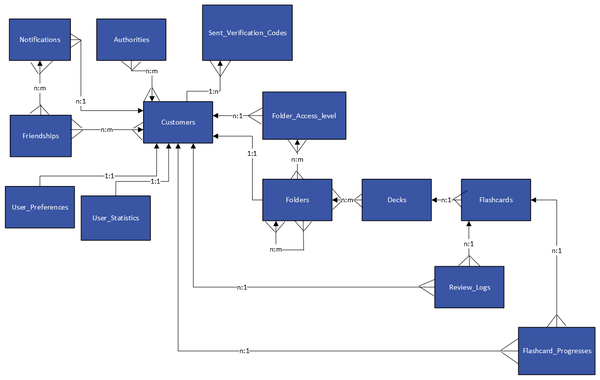 Notifications
Authorities
Sent_Verification_Codes
n:m
n:1
n:m
1:n
Customers
n:1
Folder_Access_level
Friendships
n:m
1:1
n:m
1:1
1:1
User_Preferences
User_Statistics
Folders
n:m
Decks
n:1
Flashcards
n:m
n:1
n:1
n:1
Review_Logs
n:1
Flashcard_Progresses